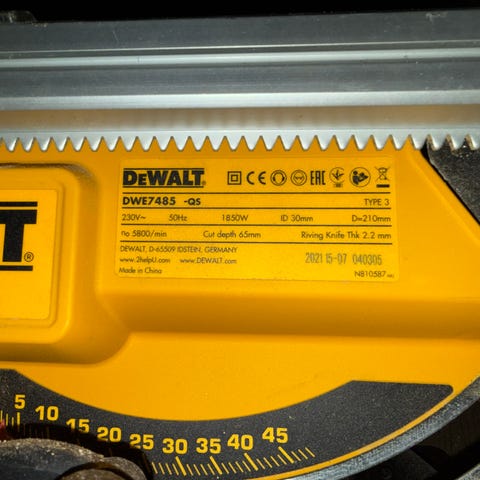 DEWALT®
DWE7485 -QS TYPE 3
230V~ 50Hz 1850W ID 30mm D=210mm
no 5800/min Cut depth 65mm Riving Knife Thk 2.2 mm
DEWALT, D-65509 IDSTEIN, GERMANY
www.2helpU.com www.DEWALT.com
2021 15-07 040305
Made in China
N810587
T®
5 10 15 20 25 30 35 40 45